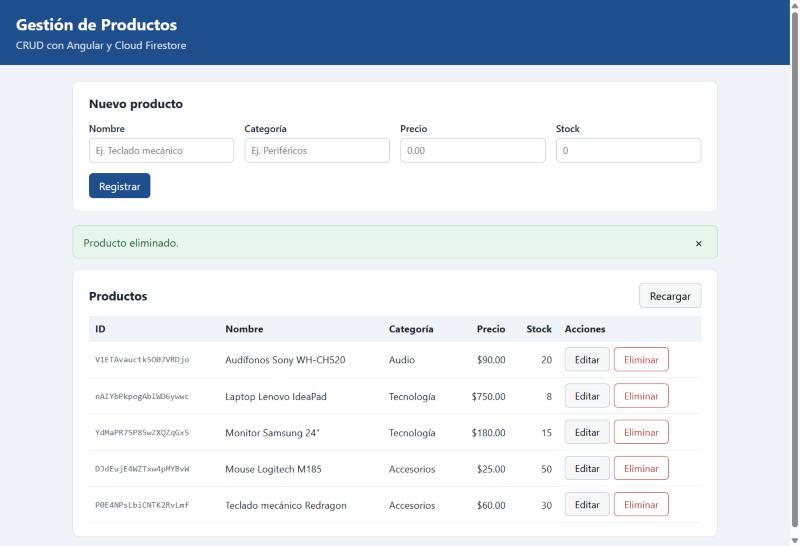 Gestión de Productos
CRUD con Angular y Cloud Firestore
Nuevo producto
Nombre Categoría Precio Stock
Ej. Teclado mecánico Ej. Periféricos 0.00 0
Registrar
Producto eliminado. ×
Productos Recargar
ID Nombre Categoría Precio Stock Acciones
V1ETAvauctk5O07VRDjo Audífonos Sony WH-CH520 Audio $90.00 20 Editar Eliminar
nAIYbPkpogAbIWD6ywwc Laptop Lenovo IdeaPad Tecnología $750.00 8 Editar Eliminar
YdMaPR75P85wZXQZqGx5 Monitor Samsung 24" Tecnología $180.00 15 Editar Eliminar
DJdEujE4WZTxw4pMYBvW Mouse Logitech M185 Accesorios $25.00 50 Editar Eliminar
P0E4NPsLbiCNTK2RvLmf Teclado mecánico Redragon Accesorios $60.00 30 Editar Eliminar